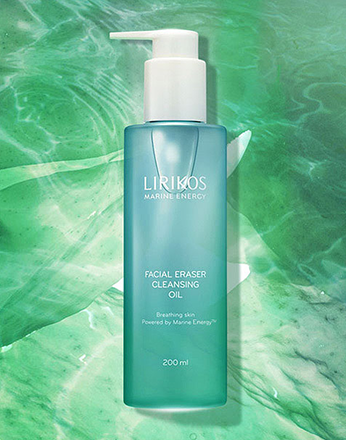 LIRIKOS
MARINE ENERGY
FACIAL ERASER
CLEANSING
OIL
Breathing skin
Powered by Marine Energy™
200 ml